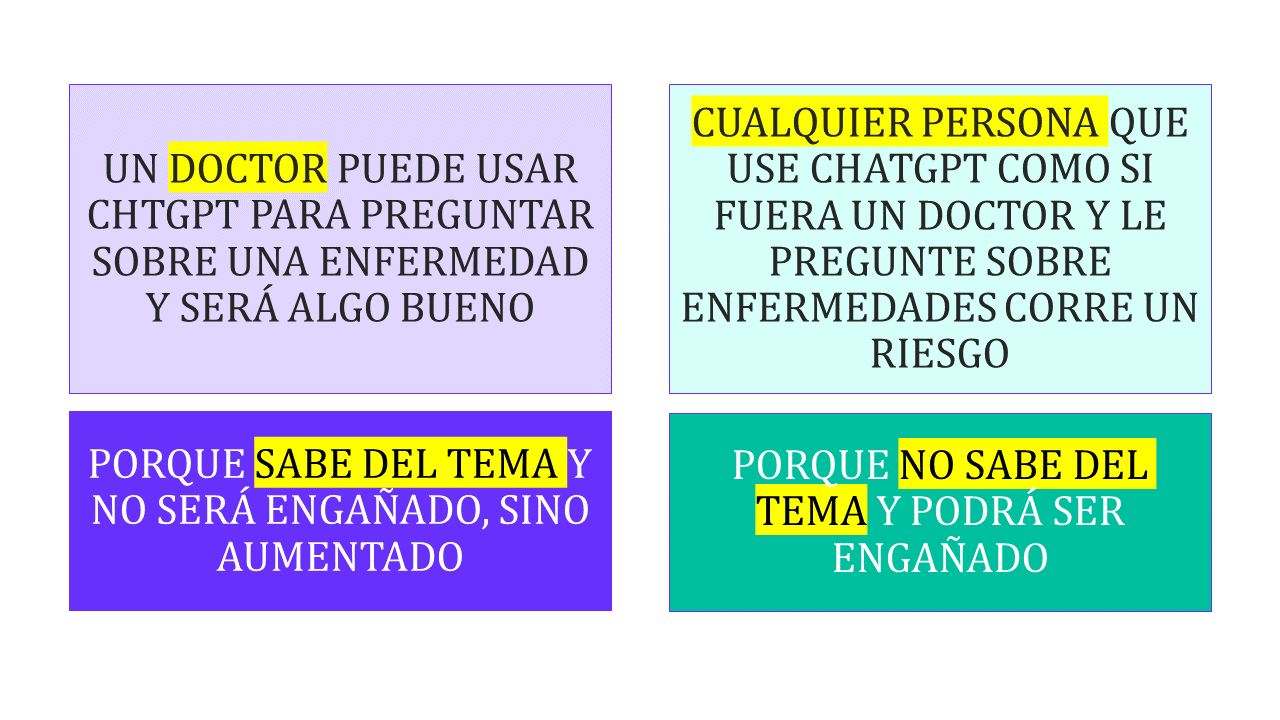 UN DOCTOR PUEDE USAR
CHTGPT PARA PREGUNTAR
SOBRE UNA ENFERMEDAD
Y SERÁ ALGO BUENO
PORQUE SABE DEL TEMA Y
NO SERÁ ENGAÑADO, SINO
AUMENTADO
CUALQUIER PERSONA QUE
USE CHATGPT COMO SI
FUERA UN DOCTOR Y LE
PREGUNTE SOBRE
ENFERMEDADES CORRE UN
RIESGO
PORQUE NO SABE DEL
TEMA Y PODRÁ SER
ENGAÑADO